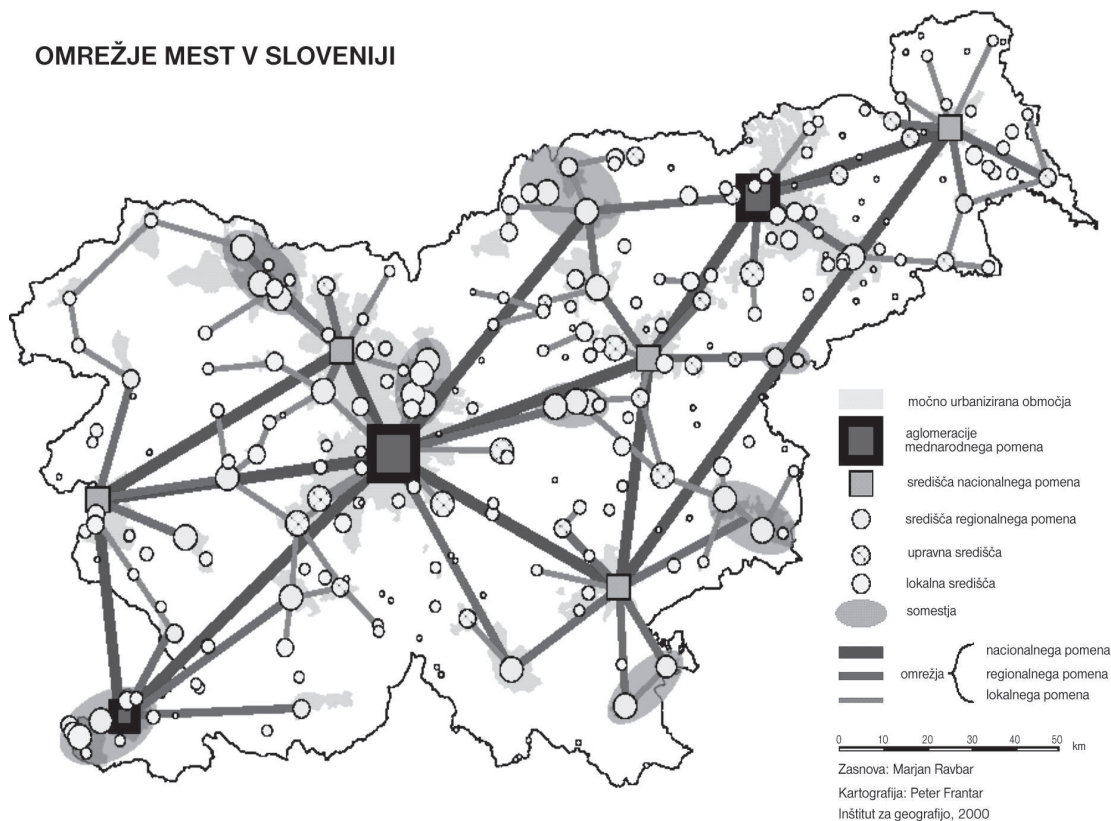 OMREŽJE MEST V SLOVENIJI
močno urbanizirana območja
aglomeracije
mednarodnega pomena
središča nacionalnega pomena
središča regionalnega pomena
upravna središča
lokalna središča
somestja
nacionalnega pomena
omrežja
regionalnega pomena
lokalnega pomena
0 10 20 30 40 50 km
Zasnova: Marjan Ravbar
Kartografija: Peter Frantar
Inštitut za geografijo, 2000